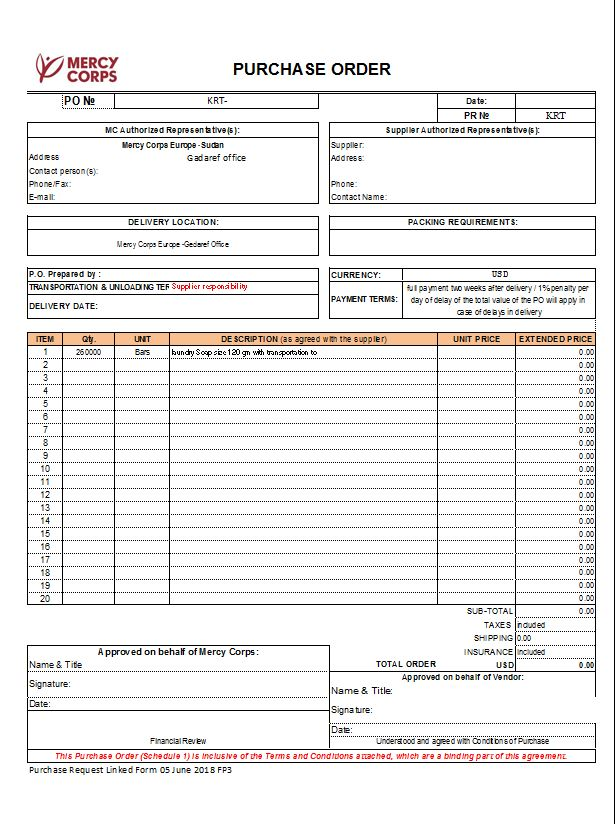 MERCY
CORPS
PURCHASE ORDER
PO № KRT-
Date:
PR № KRT
MC Authorized Representative(s):
Mercy Corps Europe -Sudan
Address Gadaref office
Contact person(s):
Phone/Fax:
E-mail:
Supplier Authorized Representative(s):
Supplier:
Address:
Phone:
Contact Name:
DELIVERY LOCATION:
Mercy Corps Europe -Gedaref Office
PACKING REQUIREMENTS:
P.O. Prepared by :
TRANSPORTATION & UNLOADING TER Supplier responsibility
DELIVERY DATE:
CURRENCY: USD
PAYMENT TERMS: full payment two weeks after delivery / 1% penalty per
day of delay of the total value of the PO will apply in
case of delays in delivery
ITEM Qty. UNIT DESCRIPTION (as agreed with the supplier) UNIT PRICE EXTENDED PRICE
1 260000 Bars laundry Soap size 120 gm with transportation to 0.00
2 0.00
3 0.00
4 0.00
5 0.00
6 0.00
7 0.00
8 0.00
9 0.00
10 0.00
11 0.00
12 0.00
13 0.00
14 0.00
15 0.00
16 0.00
17 0.00
18 0.00
19 0.00
20 0.00
SUB-TOTAL 0.00
TAXES included
SHIPPING 0.00
INSURANCE included
TOTAL ORDER USD 0.00
Approved on behalf of Mercy Corps:
Name & Title
Signature:
Date:
Financial Review
Approved on behalf of Vendor:
Name & Title:
Signature:
Date:
Understood and agreed with Conditions of Purchase
This Purchase Order (Schedule 1) is inclusive of the Terms and Conditions attached, which are a binding part of this agreement.
Purchase Request Linked Form 05 June 2018 FP3